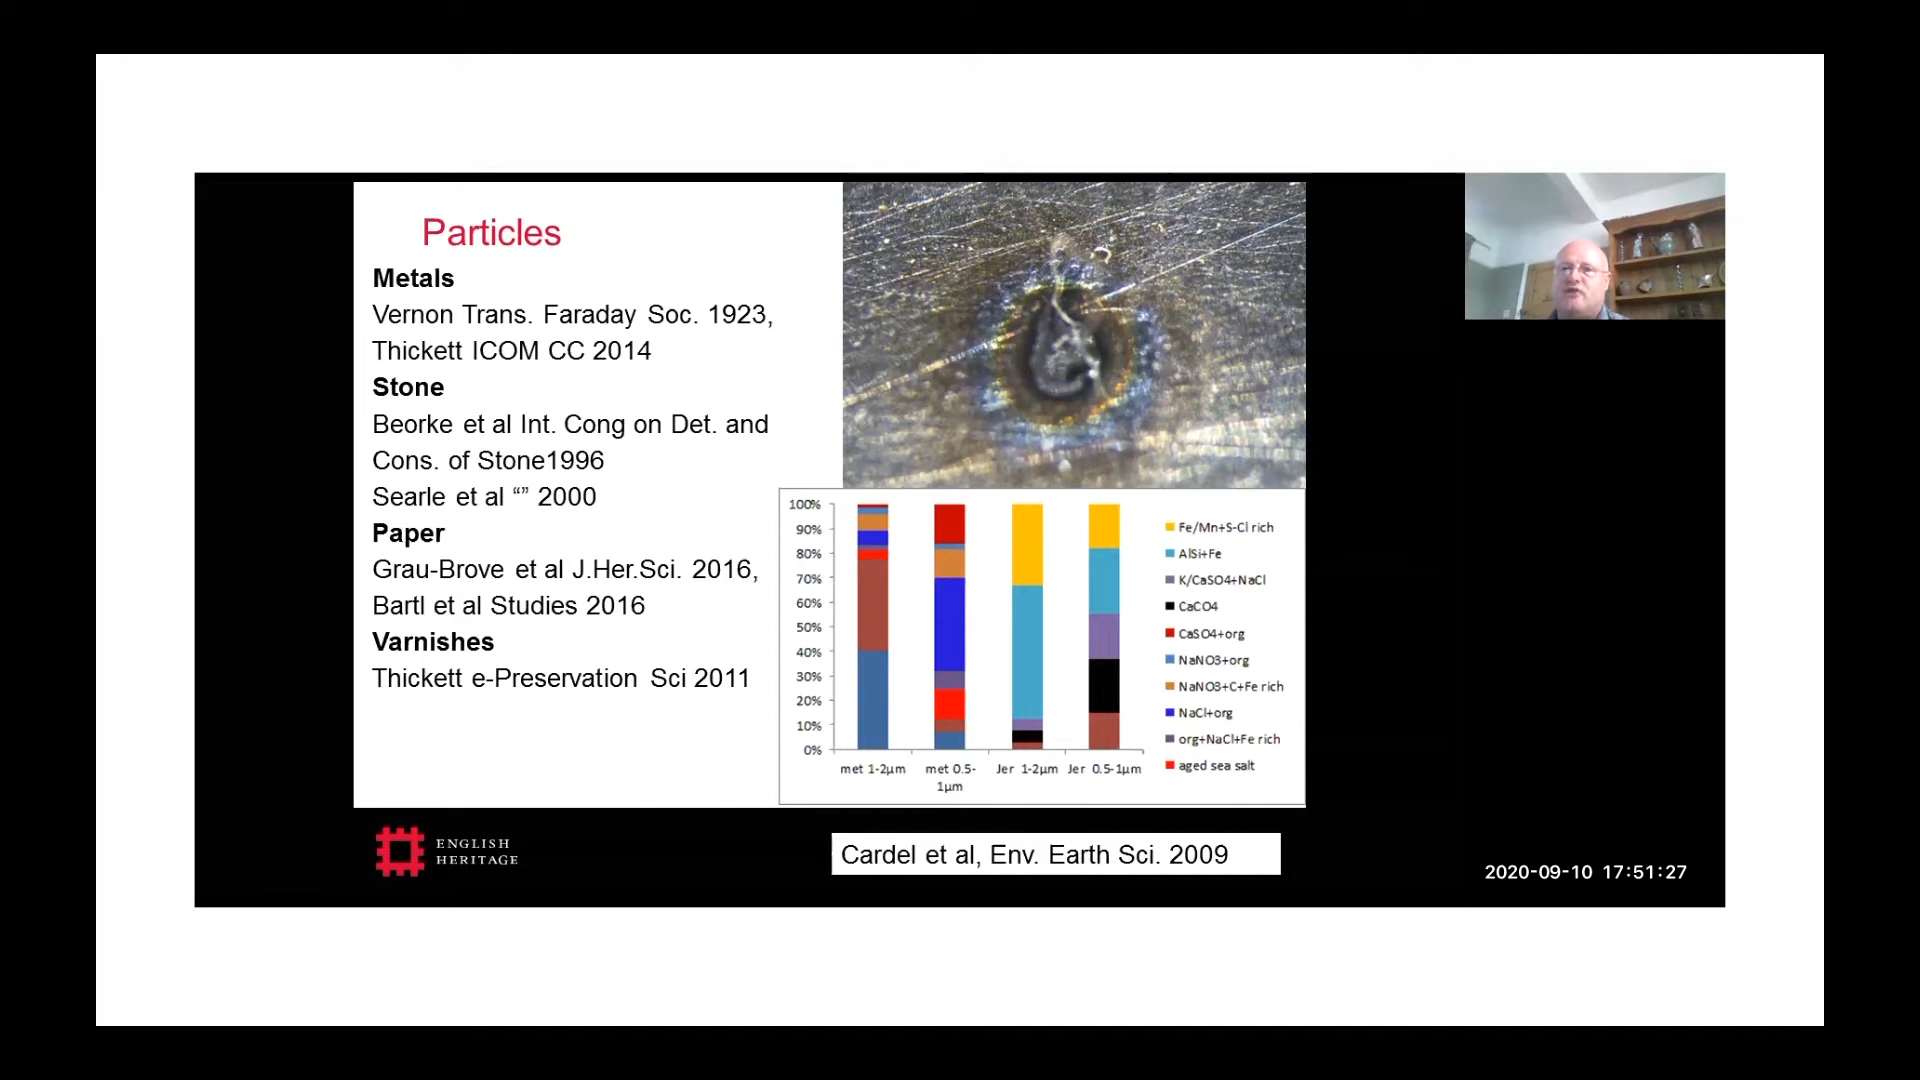 Particles
Metals
Vernon Trans. Faraday Soc. 1923,
Thickett ICOM CC 2014
Stone
Beorke et al Int. Cong on Det. and
Cons. of Stone1996
Searle et al “” 2000
Paper
Grau-Brove et al J.Her.Sci. 2016,
Bartl et al Studies 2016
Varnishes
Thickett e-Preservation Sci 2011
100%
90%
80%
70%
60%
50%
40%
30%
20%
10%
0%
met 1-2µm
met 0.5-
1µm
Jer 1-2µm
Jer 0.5-1µm
Fe/Mn+S-Cl rich
AlSi+Fe
K/CaSO4+NaCl
CaCO4
CaSO4+org
NaNO3+org
NaNO3+C+Fe rich
NaCl+org
org+NaCl+Fe rich
aged sea salt
ENGLISH
HERITAGE
Cardel et al, Env. Earth Sci. 2009
2020-09-10 17:51:27